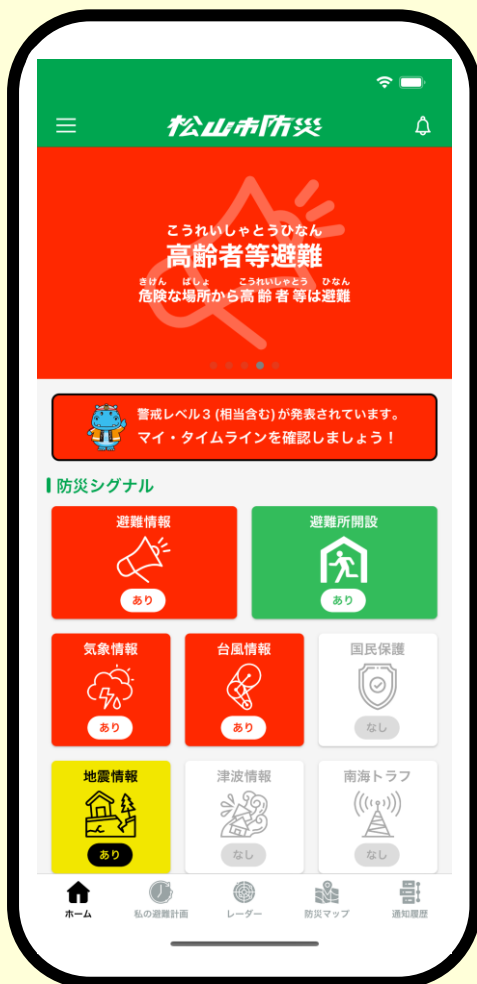 松山市防災
こうれいしゃとうひなん
高齢者等避難
きけん ばしょ こうれいしゃとう ひなん
危険な場所から高齢者等は避難
警戒レベル3(相当含む)が発表されています。
マイ・タイムラインを確認しましょう!
防災シグナル
避難情報
あり
避難所開設
あり
気象情報
あり
台風情報
あり
国民保護
なし
地震情報
あり
津波情報
なし
南海トラフ
なし
ホーム
私の避難計画
レーダー
防災マップ
通知履歴